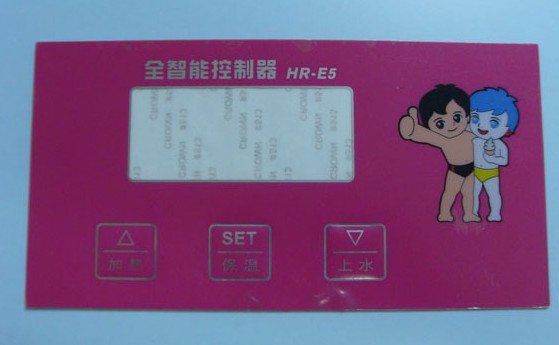 全智能控制器 HR-E5
△ SET ▽
加热 保温 上水